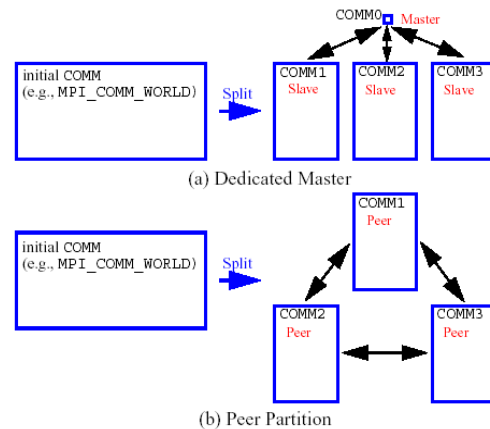 COMM0 Master
initial COMM
(e.g., MPI_COMM_WORLD)
Split
COMM1 COMM2 COMM3
Slave Slave Slave
(a) Dedicated Master
COMM1
Peer
initial COMM
(e.g., MPI_COMM_WORLD)
Split
COMM2 COMM3
Peer Peer
(b) Peer Partition